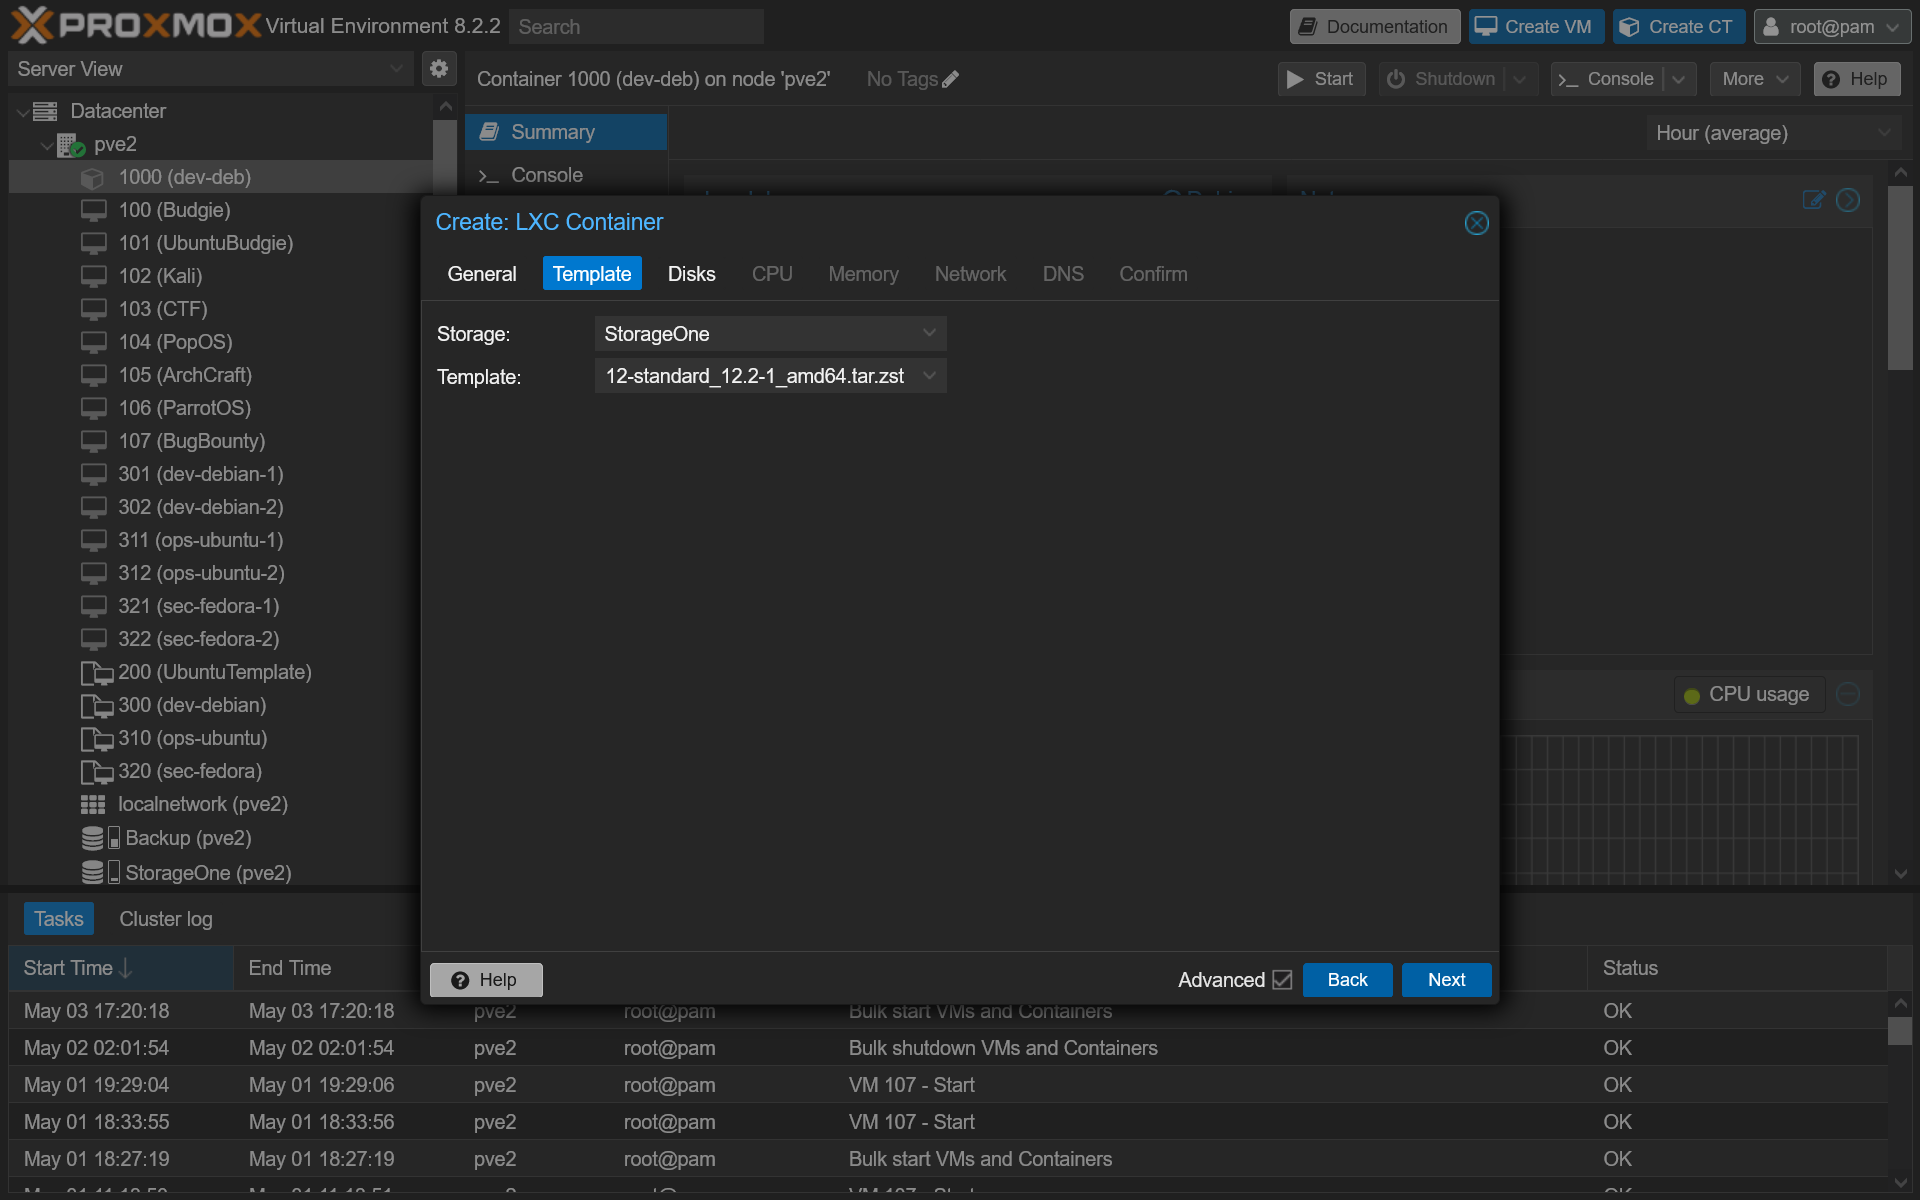 PROXMOX Virtual Environment 8.2.2 Search Documentation Create VM Create CT root@pam
Server View
Container 1000 (dev-deb) on node 'pve2' No Tags Start Shutdown Console More Help
Datacenter
pve2
1000 (dev-deb)
100 (Budgie)
101 (UbuntuBudgie)
102 (Kali)
103 (CTF)
104 (PopOS)
105 (ArchCraft)
106 (ParrotOS)
107 (BugBounty)
301 (dev-debian-1)
302 (dev-debian-2)
311 (ops-ubuntu-1)
312 (ops-ubuntu-2)
321 (sec-fedora-1)
322 (sec-fedora-2)
200 (UbuntuTemplate)
300 (dev-debian)
310 (ops-ubuntu)
320 (sec-fedora)
localnetwork (pve2)
Backup (pve2)
StorageOne (pve2)
Summary
Console
Hour (average)
Create: LXC Container
General Template Disks CPU Memory Network DNS Confirm
Storage: StorageOne
Template: 12-standard_12.2-1_amd64.tar.zst
Help Advanced Back Next
CPU usage
Tasks Cluster log
Start Time End Time Status
May 03 17:20:18 May 03 17:20:18 pve2 root@pam Bulk start VMs and Containers OK
May 02 02:01:54 May 02 02:01:54 pve2 root@pam Bulk shutdown VMs and Containers OK
May 01 19:29:04 May 01 19:29:06 pve2 root@pam VM 107 - Start OK
May 01 18:33:55 May 01 18:33:56 pve2 root@pam VM 107 - Start OK
May 01 18:27:19 May 01 18:27:19 pve2 root@pam Bulk start VMs and Containers OK